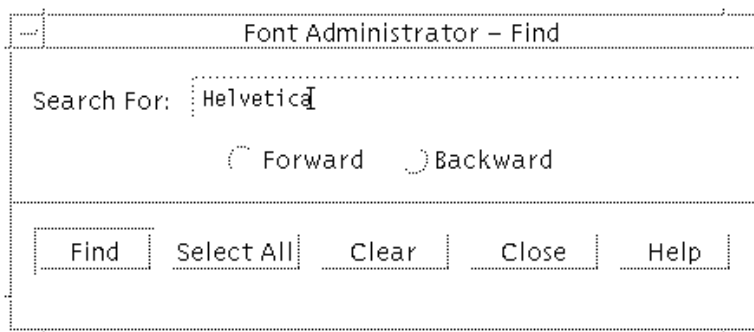 Font Administrator – Find
Search For: Helvetica
Forward Backward
Find Select All Clear Close Help